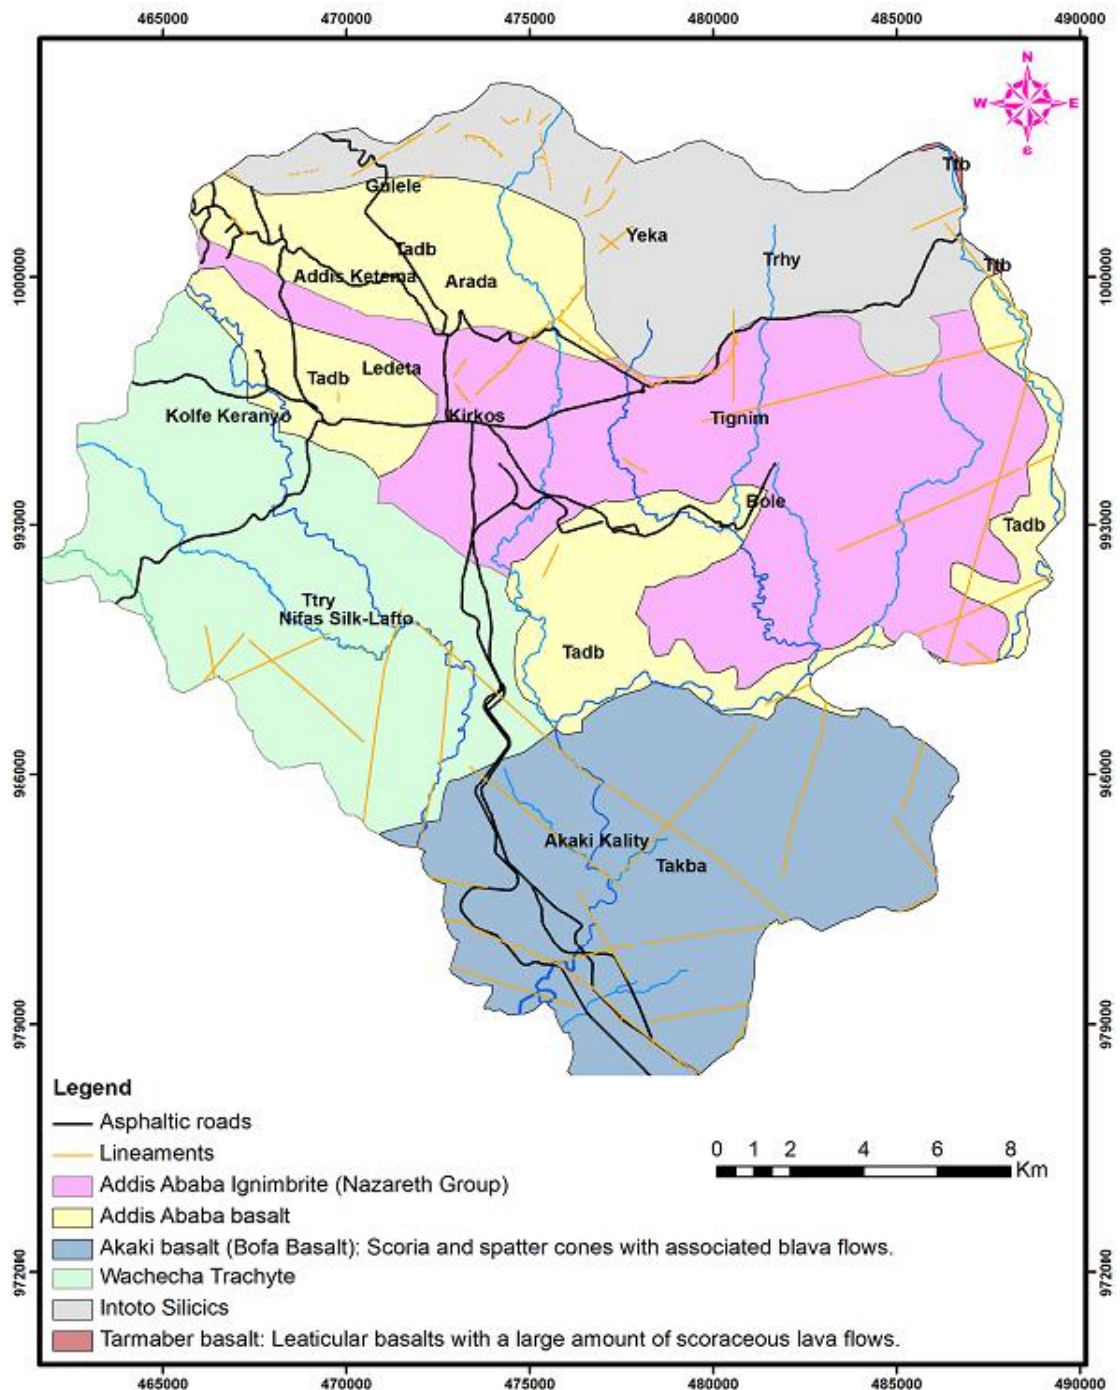 465000 470000 475000 480000 485000 490000
N
W E
S
Ttb
Gulele
Yeka
Tadb
Trhy
Ttb
Addis Ketema
Arada
1000000 1000000
Ledeta
Tadb
Kolfe Keranyo
Kirkos
Tignim
Bole
993000 993000
Tadb
Ttry
Nifas Silk-Lafto
Tadb
986000 986000
Akaki Kality
Takba
979000 979000
Legend
Asphaltic roads
Lineaments
0 1 2 4 6 8
Km
Addis Ababa Ignimbrite (Nazareth Group)
Addis Ababa basalt
Akaki basalt (Bofa Basalt): Scoria and spatter cones with associated blava flows.
972000 972000
Wachecha Trachyte
Intoto Silicics
Tarmaber basalt: Leaticular basalts with a large amount of scoraceous lava flows.
465000 470000 475000 480000 485000 490000